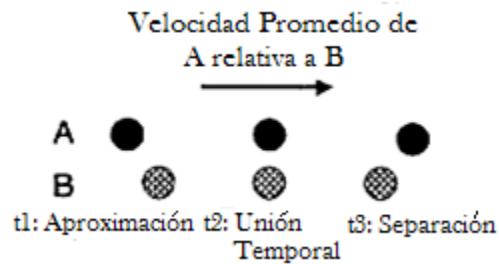 Velocidad Promedio de
A relativa a B
A
B
t1: Aproximación t2: Unión t3: Separación
Temporal